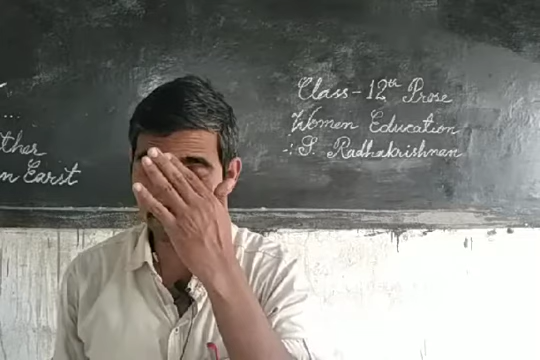 Class - 12th Prose
Women Education
:- S. Radhakrishnan